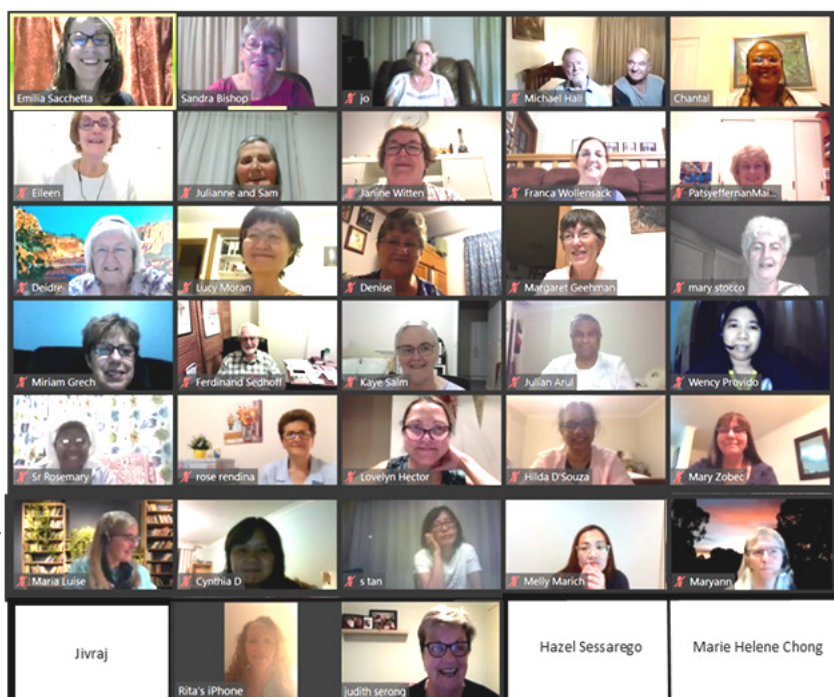 Emilia Sacchetta
Sandra Bishop
jo
Michael Hall
Chantal
Eileen
Julianne and Sam
Janine Witten
Franca Wollensack
PatsyeffernanMai...
Deidre
Lucy Moran
Denise
Margaret Geehman
mary stocco
Miriam Grech
Ferdinand Sedhoff
Kaye Salm
Julian Arul
Wency Provido
Sr Rosemary
rose rendina
Lovelyn Hector
Hilda D'Souza
Mary Zobec
Maria Luise
Cynthia D
s tan
Melly Marich
Maryann
Jivraj
Rita's iPhone
judith serong
Hazel Sessarego
Marie Helene Chong